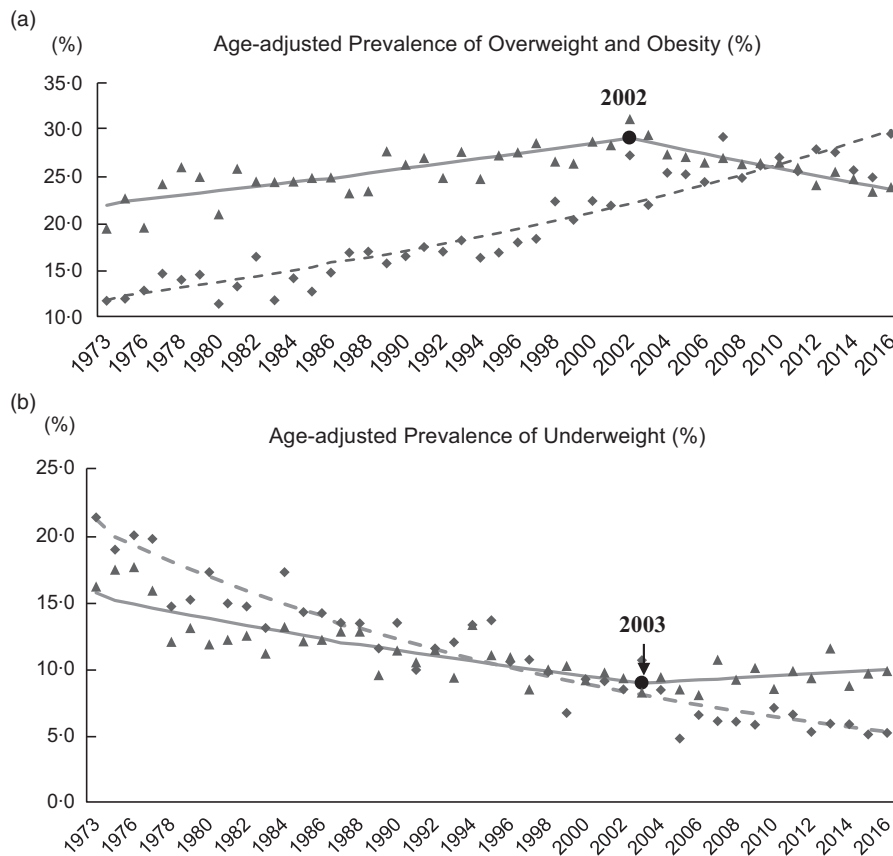 (a)
(%)
Age-adjusted Prevalence of Overweight and Obesity (%)
35·0
2002
30·0
25·0
20·0
15·0
10·0
1973 1976 1978 1980 1982 1984 1986 1988 1990 1992 1994 1996 1998 2000 2002 2004 2006 2008 2010 2012 2014 2016
(b)
(%)
Age-adjusted Prevalence of Underweight (%)
25·0
20·0
15·0
2003
10·0
5·0
0·0
1973 1976 1978 1980 1982 1984 1986 1988 1990 1992 1994 1996 1998 2000 2002 2004 2006 2008 2010 2012 2014 2016